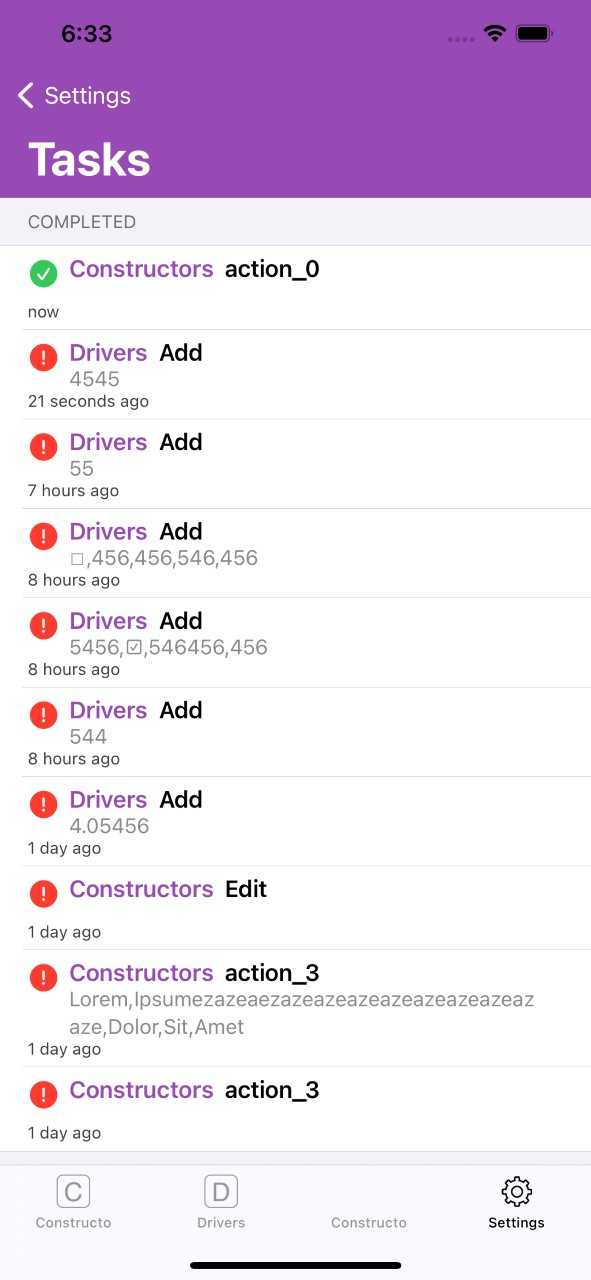 6:33
Settings
Tasks
COMPLETED
Constructors action_0
now
Drivers Add
4545
21 seconds ago
Drivers Add
55
7 hours ago
Drivers Add
☐,456,456,546,456
8 hours ago
Drivers Add
5456,☑,546456,456
8 hours ago
Drivers Add
544
8 hours ago
Drivers Add
4.05456
1 day ago
Constructors Edit
1 day ago
Constructors action_3
Lorem,Ipsumezazeaezazeazeazeazeazeazeazeaz
aze,Dolor,Sit,Amet
1 day ago
Constructors action_3
1 day ago
C
D
Constructo
Drivers
Constructo
Settings